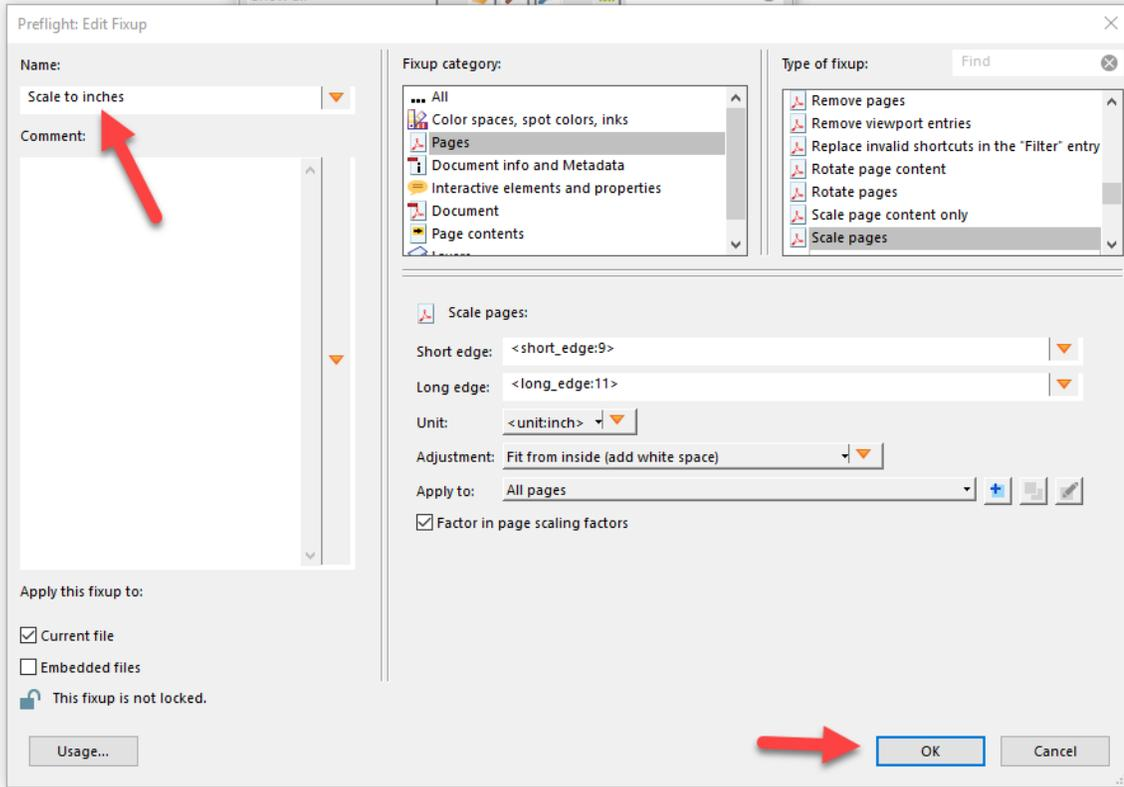 Preflight: Edit Fixup
Name:
Scale to inches
Comment:
Apply this fixup to:
Current file
Embedded files
This fixup is not locked.
Usage...
Fixup category:
All
Color spaces, spot colors, inks
Pages
Document info and Metadata
Interactive elements and properties
Document
Page contents
Type of fixup:
Find
Remove pages
Remove viewport entries
Replace invalid shortcuts in the "Filter" entry
Rotate page content
Rotate pages
Scale page content only
Scale pages
Scale pages:
Short edge: <short_edge:9>
Long edge: <long_edge:11>
Unit: <unit:inch>
Adjustment: Fit from inside (add white space)
Apply to: All pages
Factor in page scaling factors
OK
Cancel